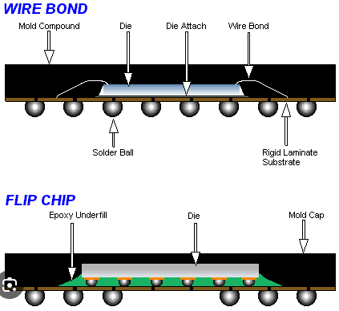 WIRE BOND
Mold Compound Die Die Attach Wire Bond
Solder Ball Rigid Laminate
Substrate
FLIP CHIP
Epoxy Underfill Die Mold Cap